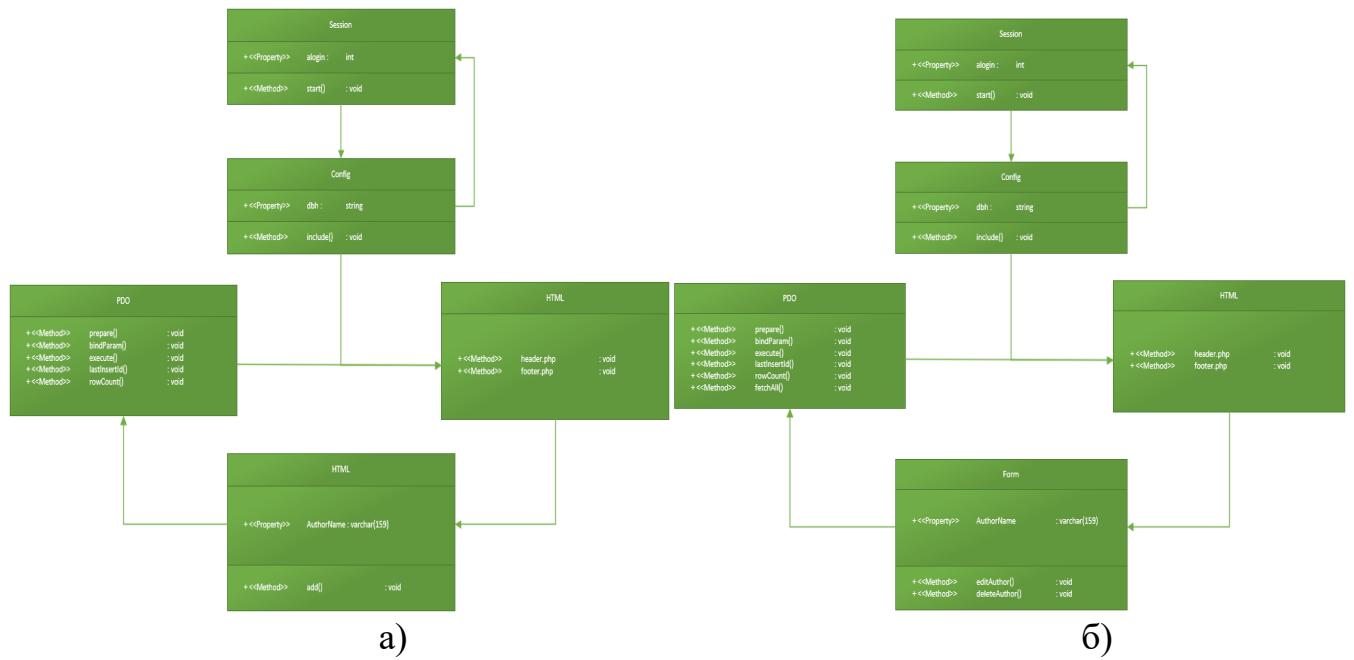 Session
+ <<Property>> alogin : int
+ <<Method>> start() : void
Config
+ <<Property>> dbh : string
+ <<Method>> include() : void
PDO
+ <<Method>> prepare() : void
+ <<Method>> bindParam() : void
+ <<Method>> execute() : void
+ <<Method>> lastInsertId() : void
+ <<Method>> rowCount() : void
HTML
+ <<Method>> header.php : void
+ <<Method>> footer.php : void
HTML
+ <<Property>> AuthorName : varchar(159)
+ <<Method>> add() : void
а)
Session
+ <<Property>> alogin : int
+ <<Method>> start() : void
Config
+ <<Property>> dbh : string
+ <<Method>> include() : void
PDO
+ <<Method>> prepare() : void
+ <<Method>> bindParam() : void
+ <<Method>> execute() : void
+ <<Method>> lastInsertId() : void
+ <<Method>> rowCount() : void
+ <<Method>> fetchAll() : void
HTML
+ <<Method>> header.php : void
+ <<Method>> footer.php : void
Form
+ <<Property>> AuthorName : varchar(159)
+ <<Method>> editAuthor() : void
+ <<Method>> deleteAuthor() : void
б)